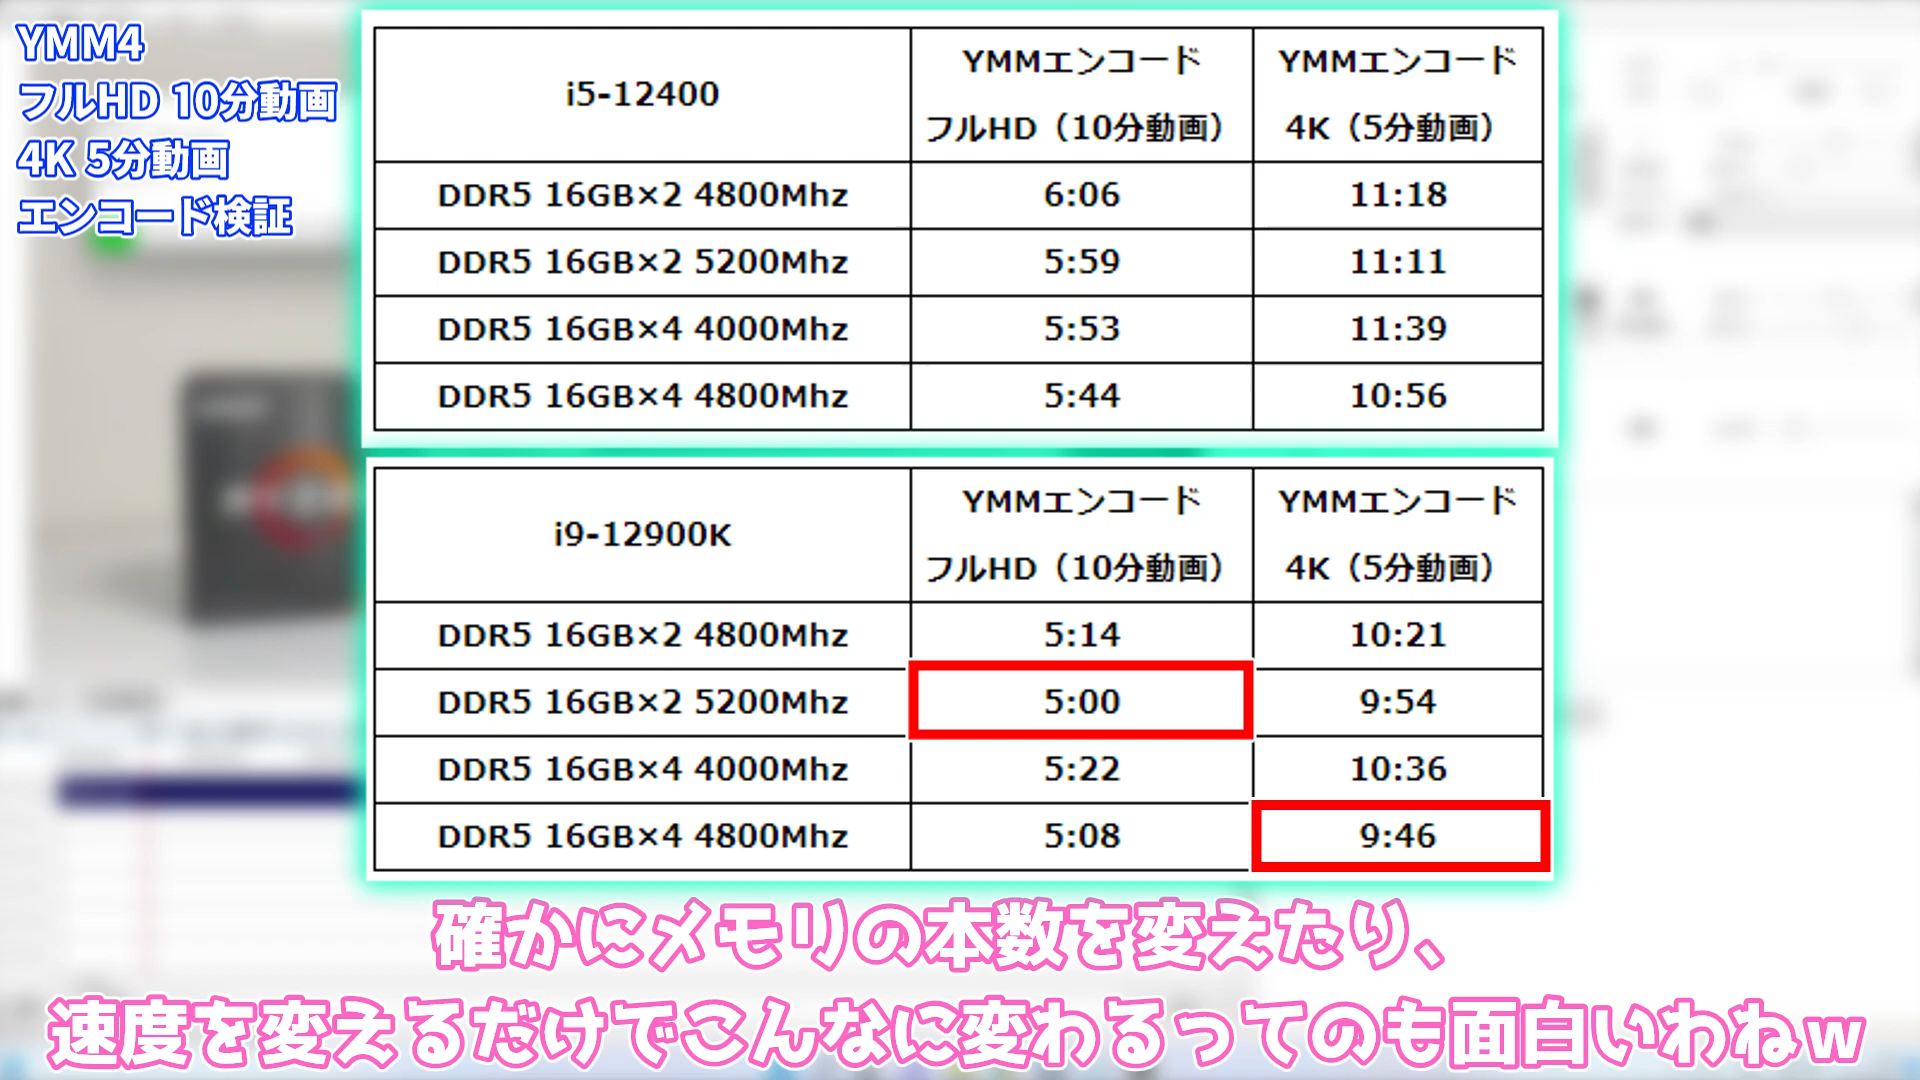 YMM4
フルHD 10分動画
4K 5分動画
エンコード検証
i5-12400
YMMエンコード
フルHD（10分動画）
YMMエンコード
4K（5分動画）
DDR5 16GB×2 4800Mhz 6:06 11:18
DDR5 16GB×2 5200Mhz 5:59 11:11
DDR5 16GB×4 4000Mhz 5:53 11:39
DDR5 16GB×4 4800Mhz 5:44 10:56
i9-12900K
YMMエンコード
フルHD（10分動画）
YMMエンコード
4K（5分動画）
DDR5 16GB×2 4800Mhz 5:14 10:21
DDR5 16GB×2 5200Mhz 5:00 9:54
DDR5 16GB×4 4000Mhz 5:22 10:36
DDR5 16GB×4 4800Mhz 5:08 9:46
確かにメモリの本数を変えたり、
速度を変えるだけでこんなに変わるってのも面白いわねｗ